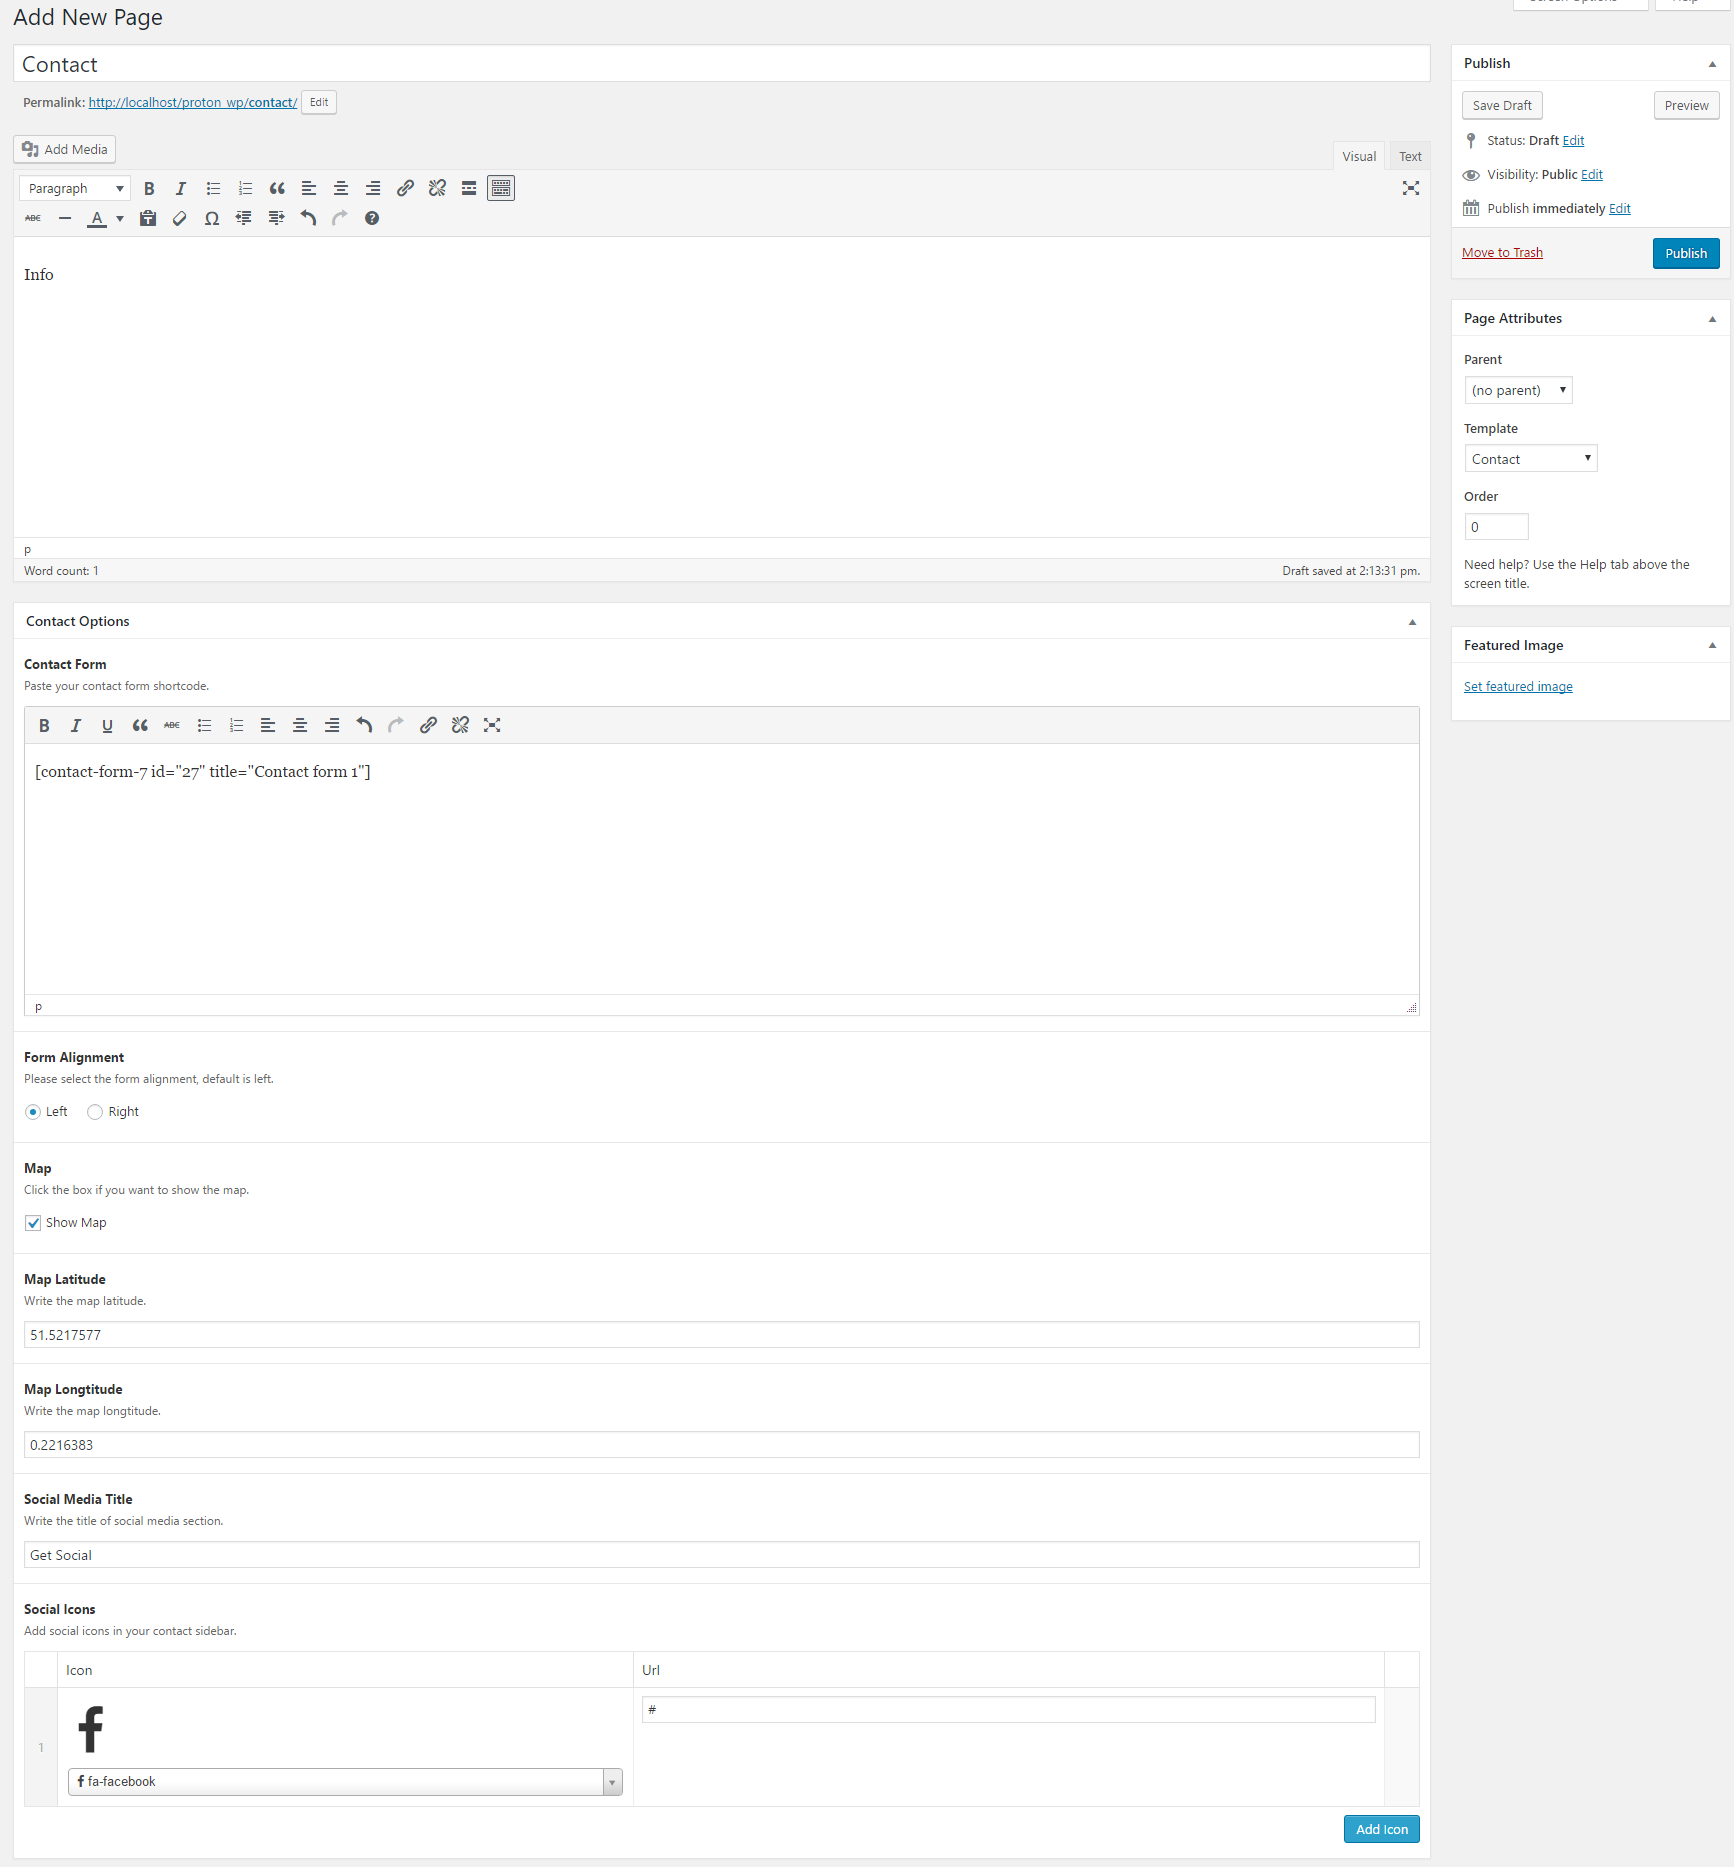 Add New Page
Screen Options
Help
Contact
Permalink: http://localhost/proton_wp/contact/ Edit
Add Media
Visual Text
Paragraph
ABC
A
Info
p
Word count: 1
Draft saved at 2:13:31 pm.
Contact Options
Contact Form
Paste your contact form shortcode.
ABC
[contact-form-7 id="27" title="Contact form 1"]
p
Form Alignment
Please select the form alignment, default is left.
Left Right
Map
Click the box if you want to show the map.
Show Map
Map Latitude
Write the map latitude.
51.5217577
Map Longtitude
Write the map longtitude.
0.2216383
Social Media Title
Write the title of social media section.
Get Social
Social Icons
Add social icons in your contact sidebar.
Icon Url
1
#
fa-facebook
Add Icon
Publish
Save Draft Preview
Status: Draft Edit
Visibility: Public Edit
Publish immediately Edit
Move to Trash Publish
Page Attributes
Parent
(no parent)
Template
Contact
Order
0
Need help? Use the Help tab above the
screen title.
Featured Image
Set featured image